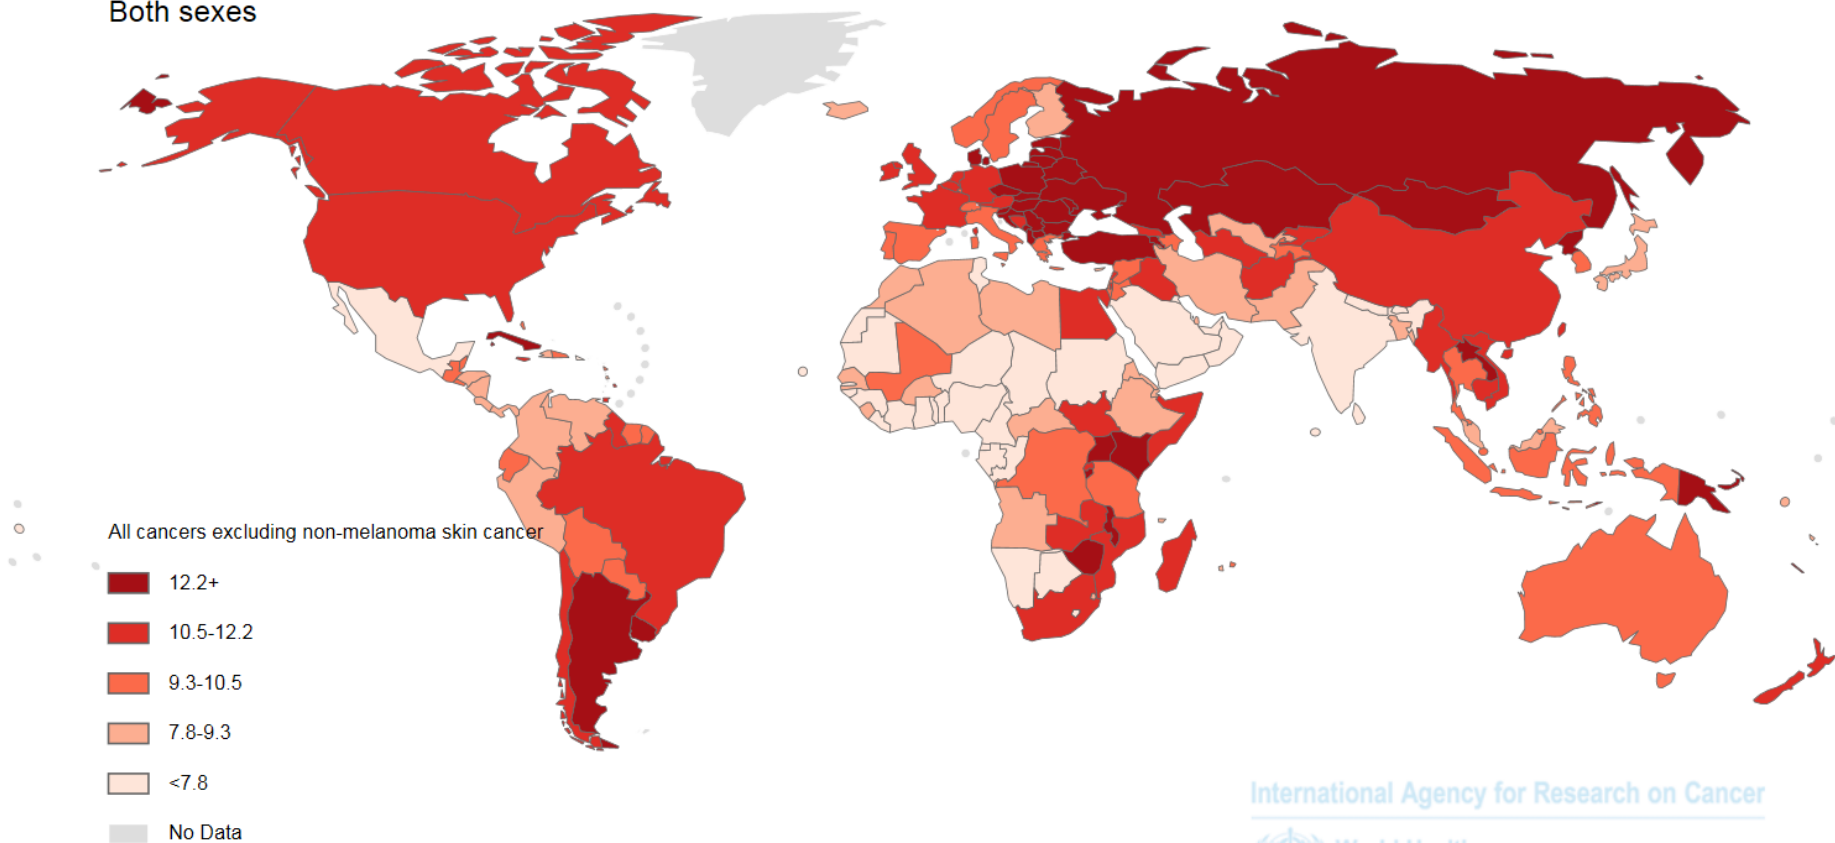 Both sexes
All cancers excluding non-melanoma skin cancer
12.2+
10.5-12.2
9.3-10.5
7.8-9.3
<7.8
No Data
International Agency for Research on Cancer